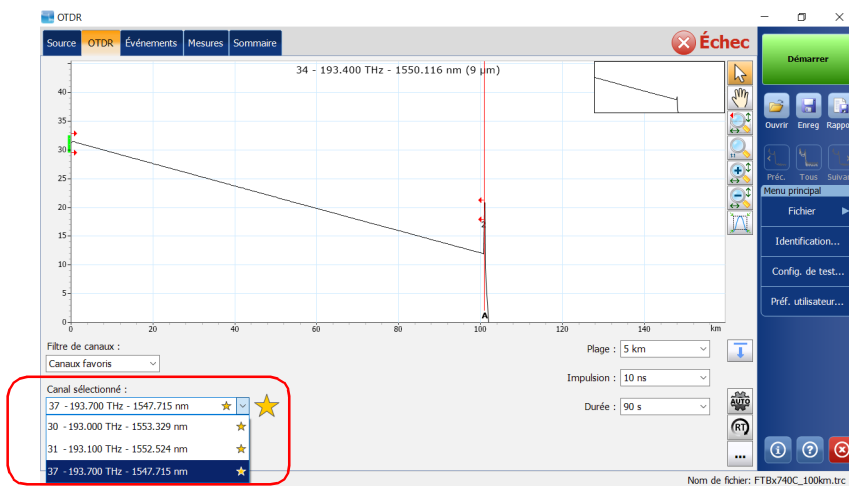 OTDR
Source OTDR Événements Mesures Sommaire
Échec
34 - 193.400 THz - 1550.116 nm (9 µm)
40
35
30
25
20
15
10
5
0
2
A
0 20 40 60 80 100 120 140 km
Démarrer
Ouvrir Enreg Rappo
Préc. Tous Suivan
Menu principal
Fichier
Identification...
Config. de test...
Préf. utilisateur...
Filtre de canaux :
Canaux favoris
Canal sélectionné :
37 - 193.700 THz - 1547.715 nm
30 - 193.000 THz - 1553.329 nm
31 - 193.100 THz - 1552.524 nm
37 - 193.700 THz - 1547.715 nm
Plage : 5 km
Impulsion : 10 ns
Durée : 90 s
AUTO
RT
...
Nom de fichier: FTBx740C_100km.trc